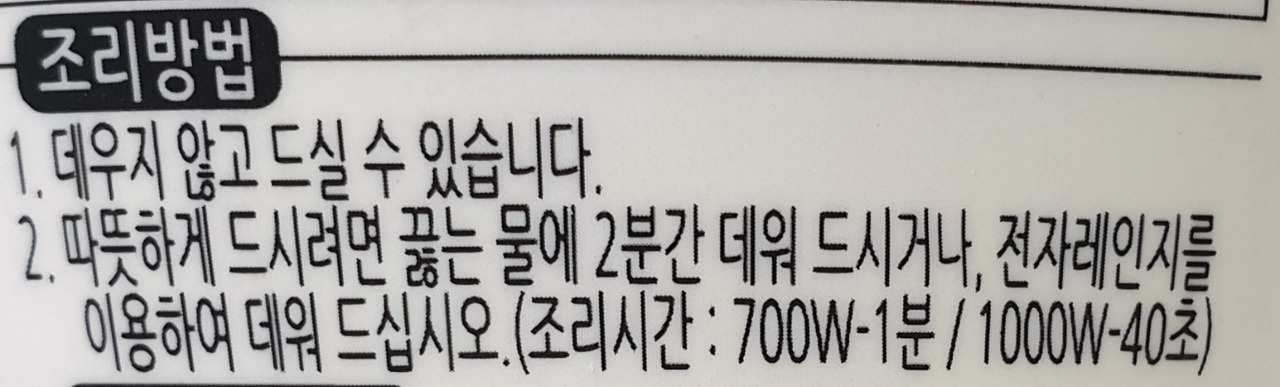 조리방법
1. 데우지 않고 드실 수 있습니다.
2. 따뜻하게 드시려면 끓는 물에 2분간 데워 드시거나, 전자레인지를
이용하여 데워 드십시오.(조리시간 : 700W-1분 / 1000W-40초)